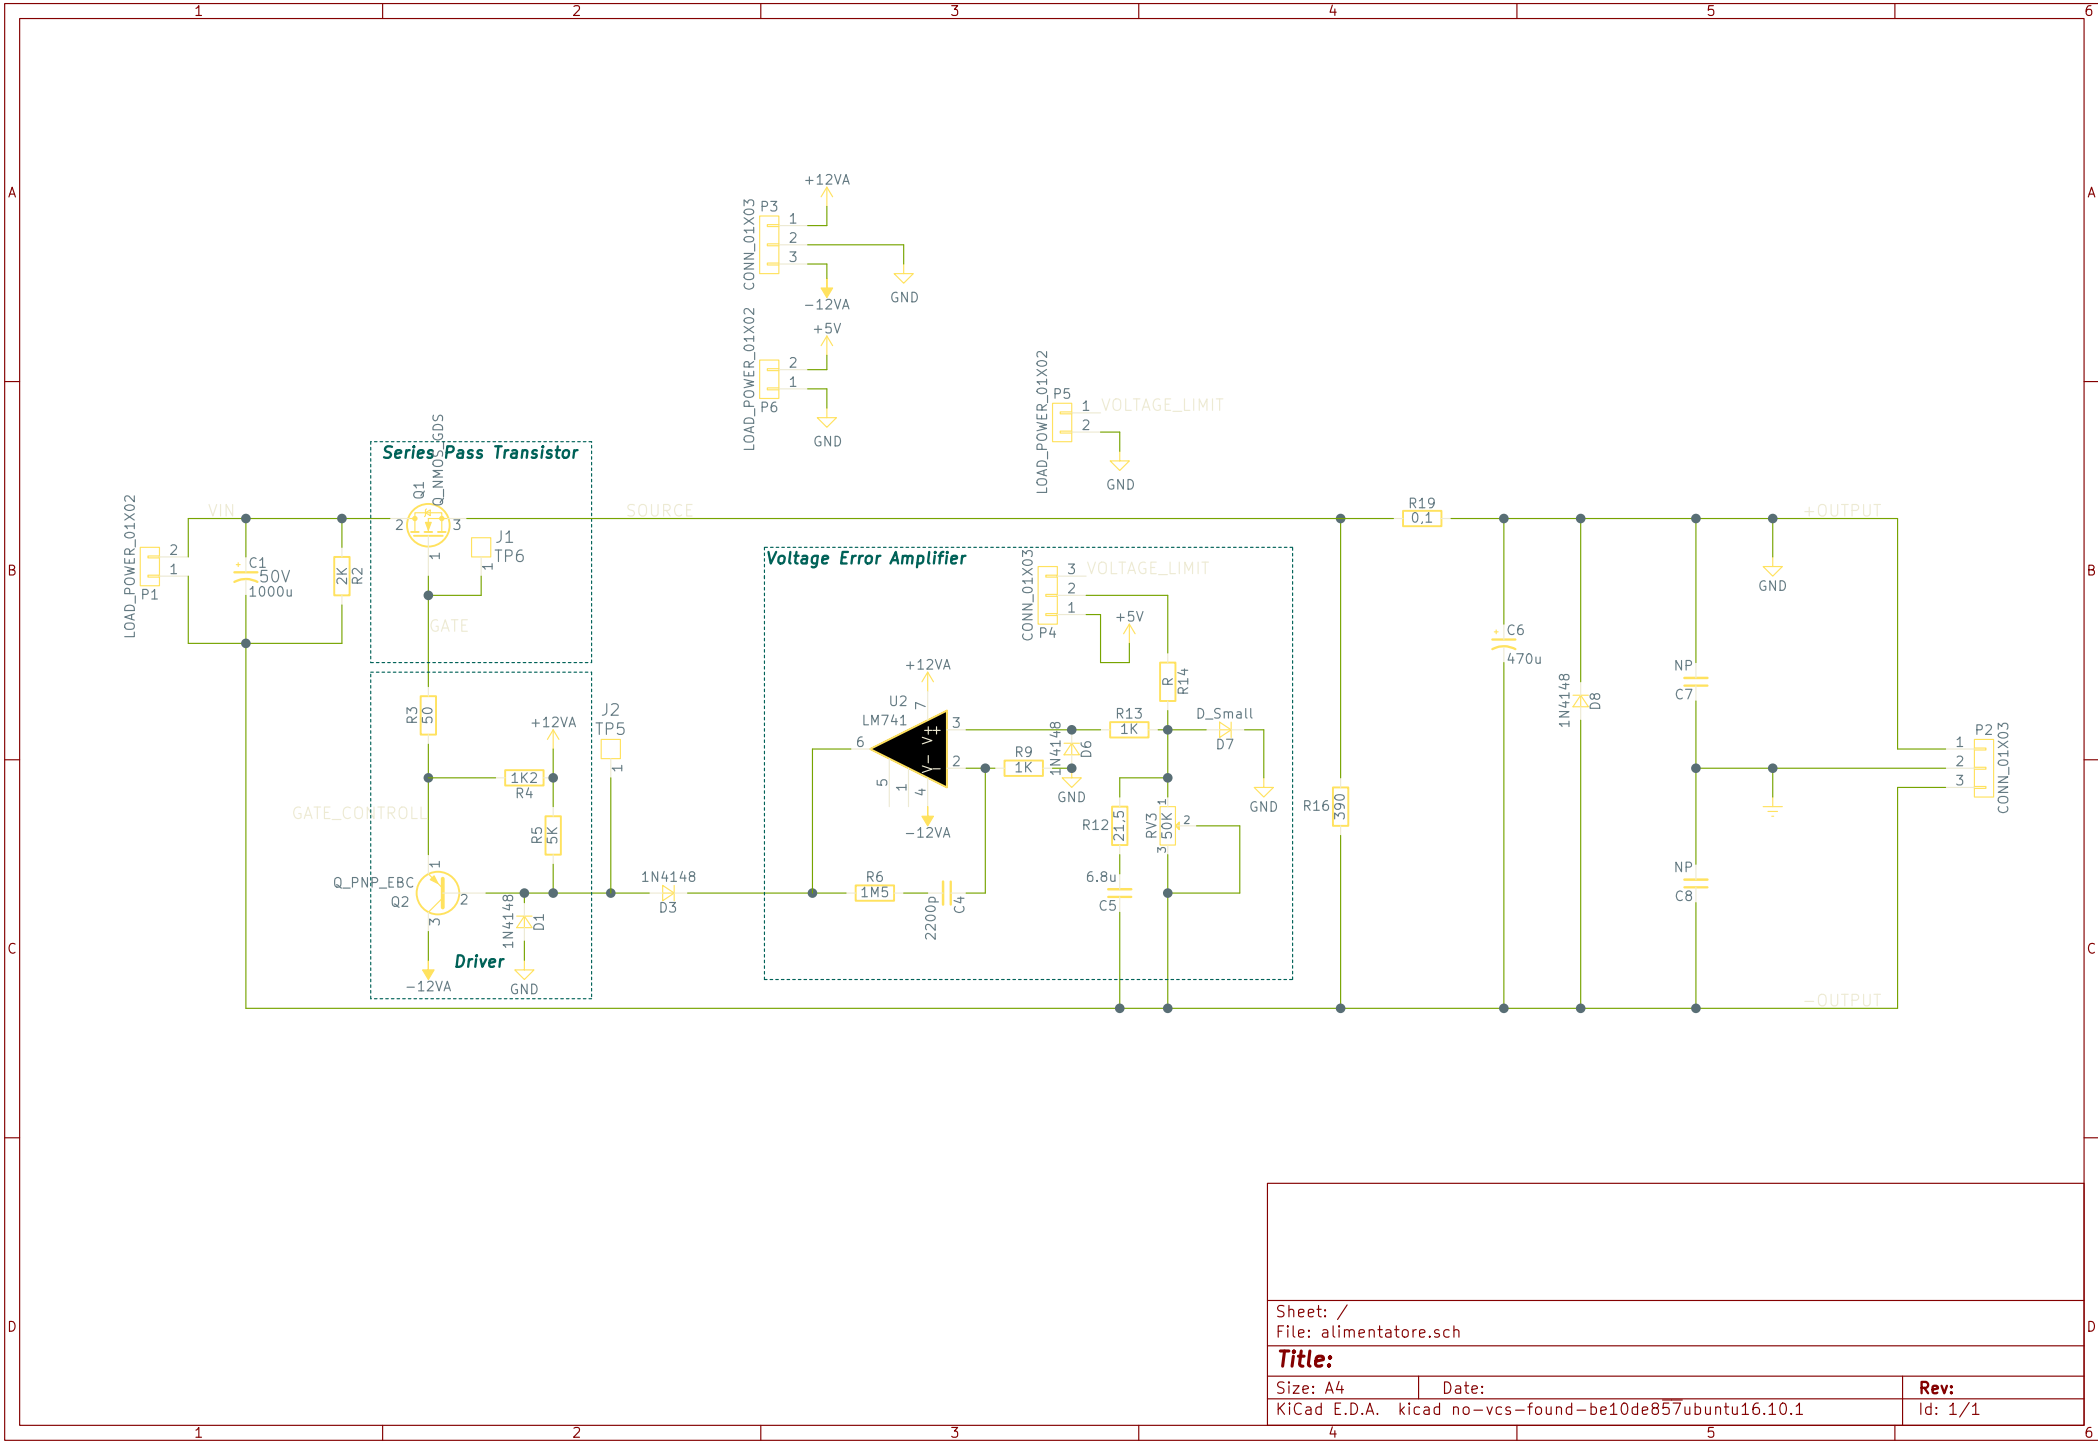 1 2 3 4 5 6
A A
B B
C C
D D
1 2 3 4 5 6
+12VA
P3
CONN_01X03
1
2
3
-12VA
GND
+5V
LOAD_POWER_01X02
2
1
P6
GND
P5
LOAD_POWER_01X02
1
2
VOLTAGE_LIMIT
GND
Series Pass Transistor
Q1
Q_NMOS_GDS
2
3
1
VIN
SOURCE
LOAD_POWER_01X02
2
1
P1
C1
50V
1000u
2K
R2
J1
TP6
1
GATE
R3
50
+12VA
J2
TP5
1
1K2
R4
R5
5K
GATE_CONTROLL
Q_PNP_EBC
Q2
1
2
3
1N4148
D1
-12VA
GND
Driver
1N4148
D3
Voltage Error Amplifier
CONN_01X03
3
2
1
P4
VOLTAGE_LIMIT
+5V
+12VA
U2
LM741
7
V+
+
3
6
V-
-
2
5
1
4
-12VA
R6
1M5
2200p
C4
R9
1K
1N4148
D6
GND
R13
1K
R
R14
D_Small
D7
GND
R12
21,5
RV3
50K
1
2
3
6.8u
C5
R16
390
R19
0,1
C6
470u
1N4148
D8
NP
C7
NP
C8
+OUTPUT
GND
P2
1
2
3
CONN_01X03
-OUTPUT
Sheet: /
File: alimentatore.sch
Title:
Size: A4 Date: Rev:
KiCad E.D.A. kicad no-vcs-found-be10de857ubuntu16.10.1 Id: 1/1